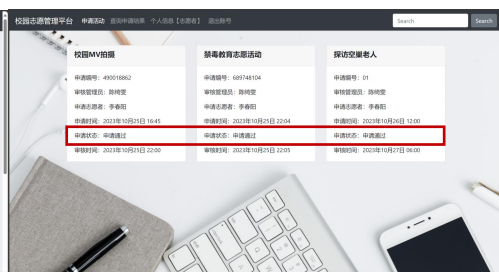 校园志愿管理平台 申请活动 查询申请结果 个人信息【志愿者】 退出账号 Search Search
校园MV拍摄
申请编号：490018862
审核管理员：陈绮雯
申请志愿者：李春阳
申请时间：2023年10月25日 16:45
申请状态：申请通过
审核时间：2023年10月25日 22:00
禁毒教育志愿活动
申请编号：689748104
审核管理员：陈绮雯
申请志愿者：李春阳
申请时间：2023年10月25日 22:04
申请状态：申请通过
审核时间：2023年10月25日 22:05
探访空巢老人
申请编号：01
审核管理员：陈绮雯
申请志愿者：李春阳
申请时间：2023年10月26日 12:00
申请状态：申请通过
审核时间：2023年10月27日 06:00